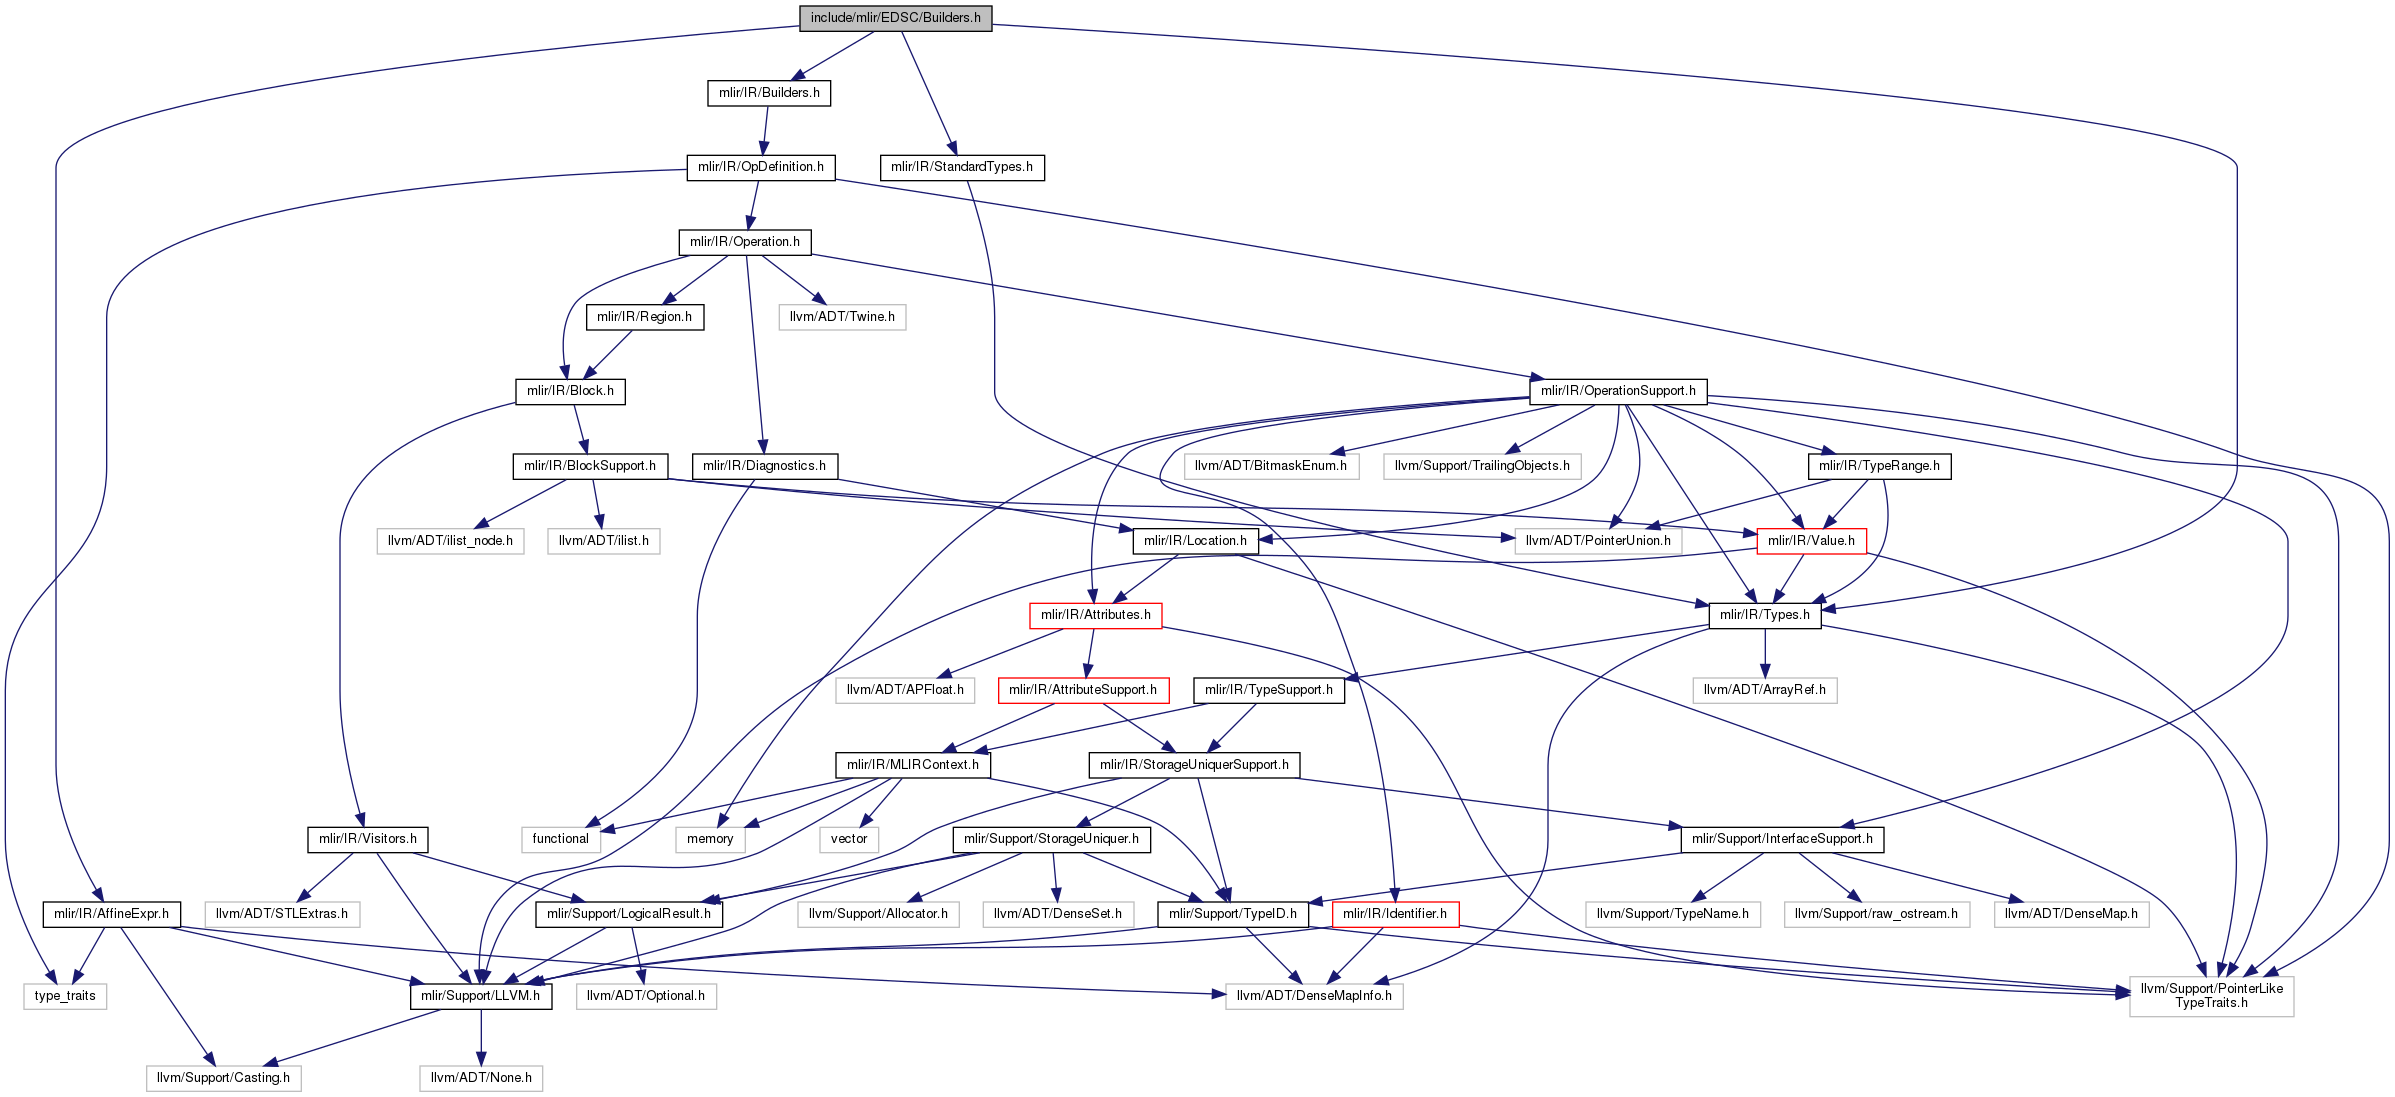 include/mlir/EDSC/Builders.h
mlir/IR/Builders.h
mlir/IR/OpDefinition.h
mlir/IR/StandardTypes.h
mlir/IR/Operation.h
mlir/IR/Region.h
llvm/ADT/Twine.h
mlir/IR/Block.h
mlir/IR/OperationSupport.h
mlir/IR/BlockSupport.h
mlir/IR/Diagnostics.h
llvm/ADT/BitmaskEnum.h
llvm/Support/TrailingObjects.h
mlir/IR/TypeRange.h
llvm/ADT/ilist_node.h
llvm/ADT/ilist.h
mlir/IR/Location.h
llvm/ADT/PointerUnion.h
mlir/IR/Value.h
mlir/IR/Attributes.h
mlir/IR/Types.h
llvm/ADT/APFloat.h
mlir/IR/AttributeSupport.h
mlir/IR/TypeSupport.h
llvm/ADT/ArrayRef.h
mlir/IR/MLIRContext.h
mlir/IR/StorageUniquerSupport.h
mlir/IR/Visitors.h
functional
memory
vector
mlir/Support/StorageUniquer.h
mlir/Support/InterfaceSupport.h
mlir/IR/AffineExpr.h
llvm/ADT/STLExtras.h
mlir/Support/LogicalResult.h
llvm/Support/Allocator.h
llvm/ADT/DenseSet.h
mlir/Support/TypeID.h
mlir/IR/Identifier.h
llvm/Support/TypeName.h
llvm/Support/raw_ostream.h
llvm/ADT/DenseMap.h
type_traits
mlir/Support/LLVM.h
llvm/ADT/Optional.h
llvm/ADT/DenseMapInfo.h
llvm/Support/PointerLike
TypeTraits.h
llvm/Support/Casting.h
llvm/ADT/None.h